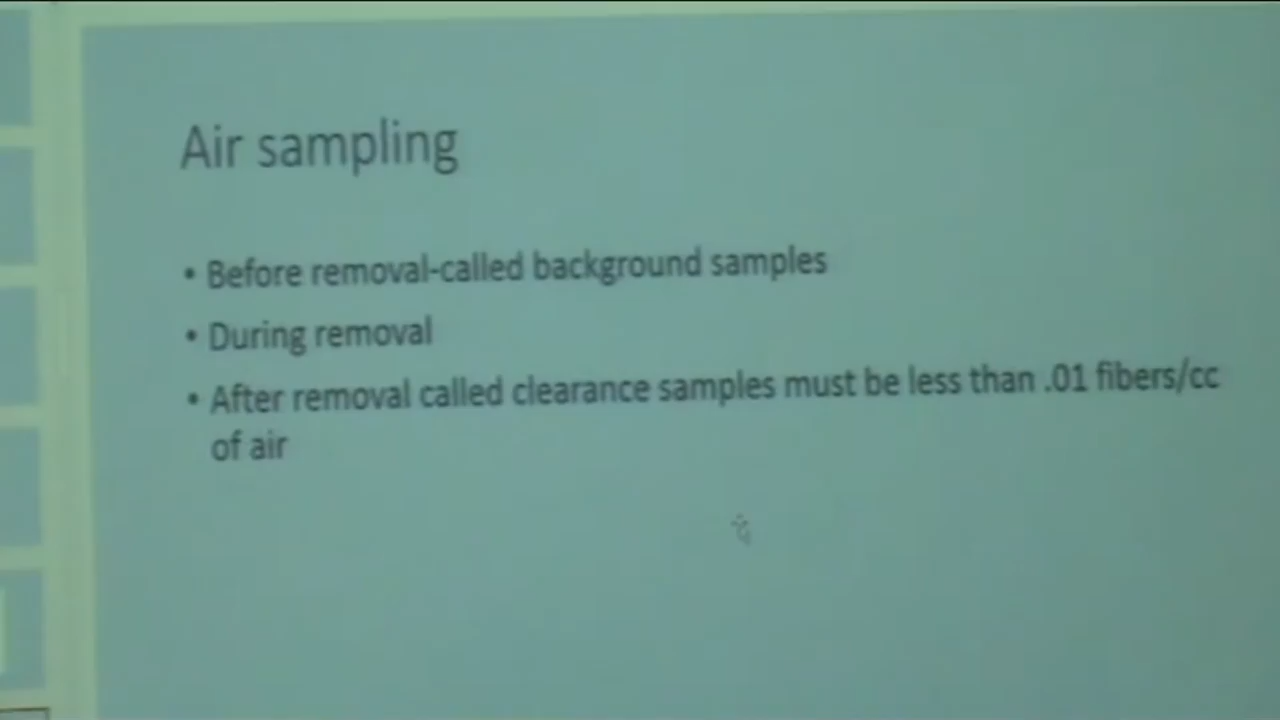 Air sampling
• Before removal-called background samples
• During removal
• After removal called clearance samples must be less than .01 fibers/cc
of air